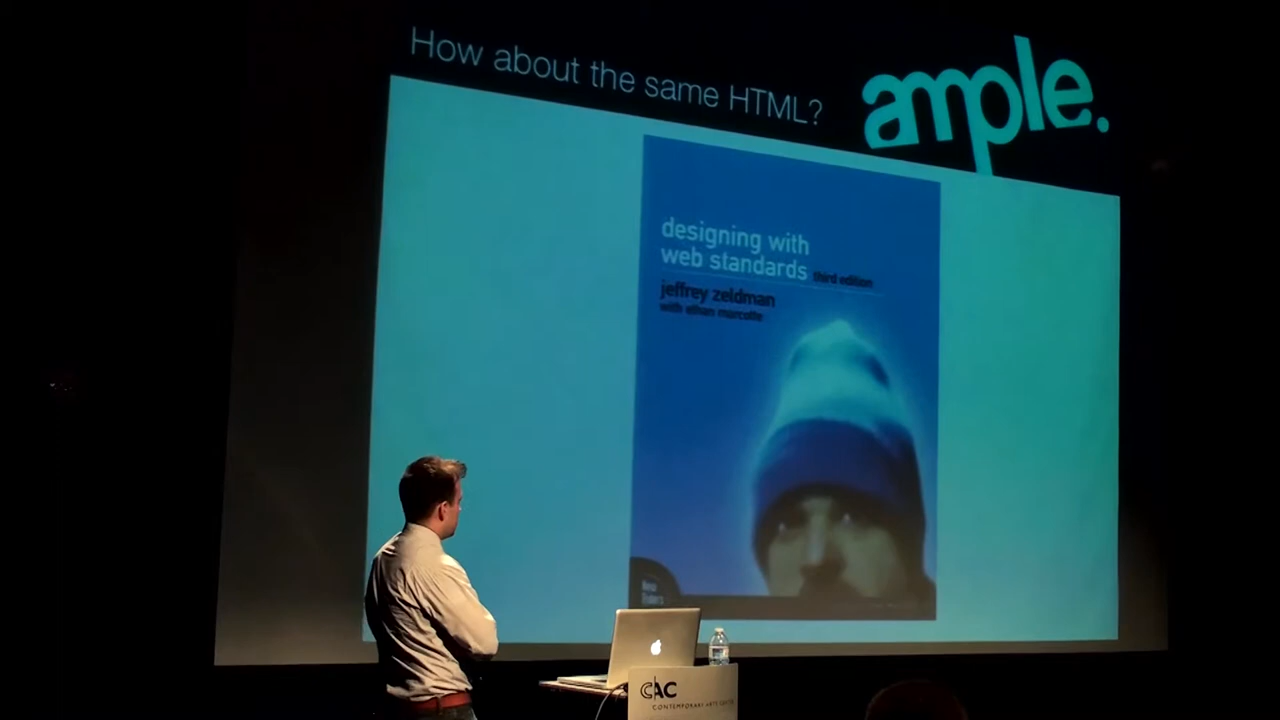 How about the same HTML?
ample.
designing with
web standards third edition
jeffrey zeldman
with ethan marcotte
CAC
CONTEMPORARY ARTS CENTER